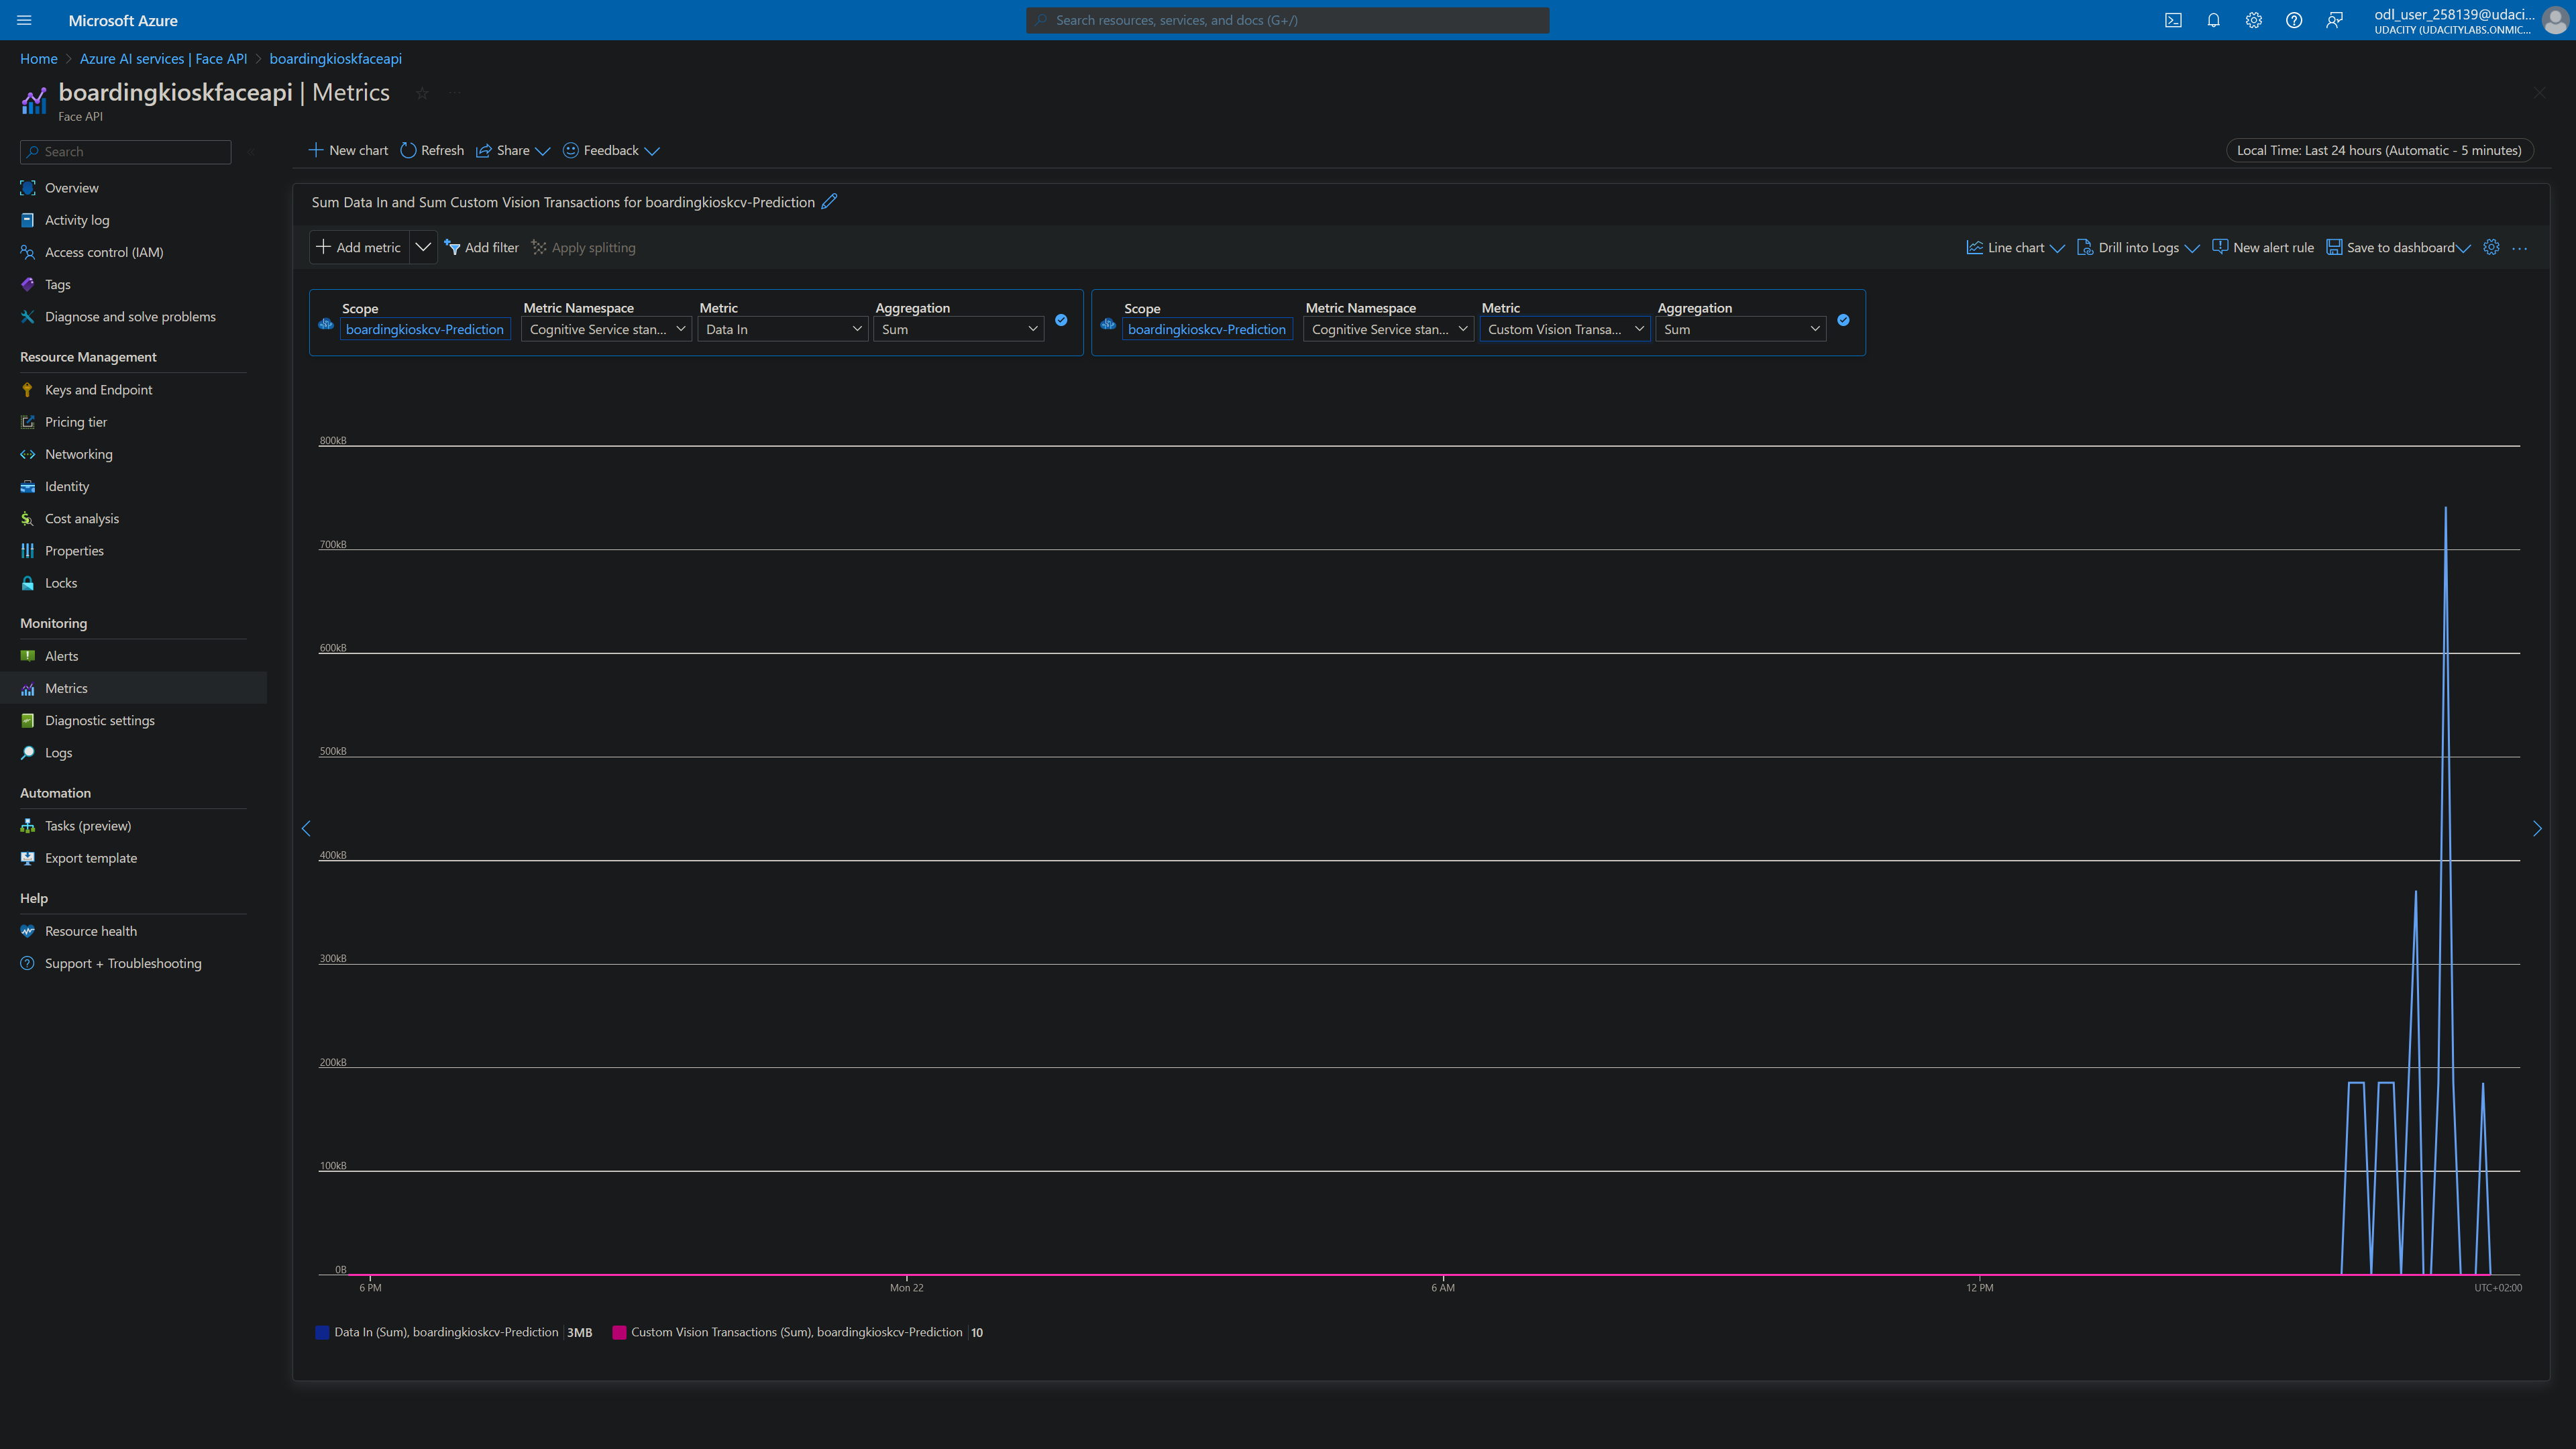 Microsoft Azure
Search resources, services, and docs (G+/)
odl_user_258139@udaci...
UDACITY (UDACITYLABS.ONMIC...
Home > Azure AI services | Face API > boardingkioskfaceapi
boardingkioskfaceapi | Metrics
Face API
Search
Overview
Activity log
Access control (IAM)
Tags
Diagnose and solve problems
Resource Management
Keys and Endpoint
Pricing tier
Networking
Identity
Cost analysis
Properties
Locks
Monitoring
Alerts
Metrics
Diagnostic settings
Logs
Automation
Tasks (preview)
Export template
Help
Resource health
Support + Troubleshooting
New chart Refresh Share Feedback
Local Time: Last 24 hours (Automatic - 5 minutes)
Sum Data In and Sum Custom Vision Transactions for boardingkioskcv-Prediction
Add metric Add filter Apply splitting
Line chart Drill into Logs New alert rule Save to dashboard ...
Scope Metric Namespace Metric Aggregation
boardingkioskcv-Prediction Cognitive Service stan... Data In Sum
Scope Metric Namespace Metric Aggregation
boardingkioskcv-Prediction Cognitive Service stan... Custom Vision Transa... Sum
800kB
700kB
600kB
500kB
400kB
300kB
200kB
100kB
0B
6 PM Mon 22 6 AM 12 PM UTC+02:00
Data In (Sum), boardingkioskcv-Prediction 3MB Custom Vision Transactions (Sum), boardingkioskcv-Prediction 10